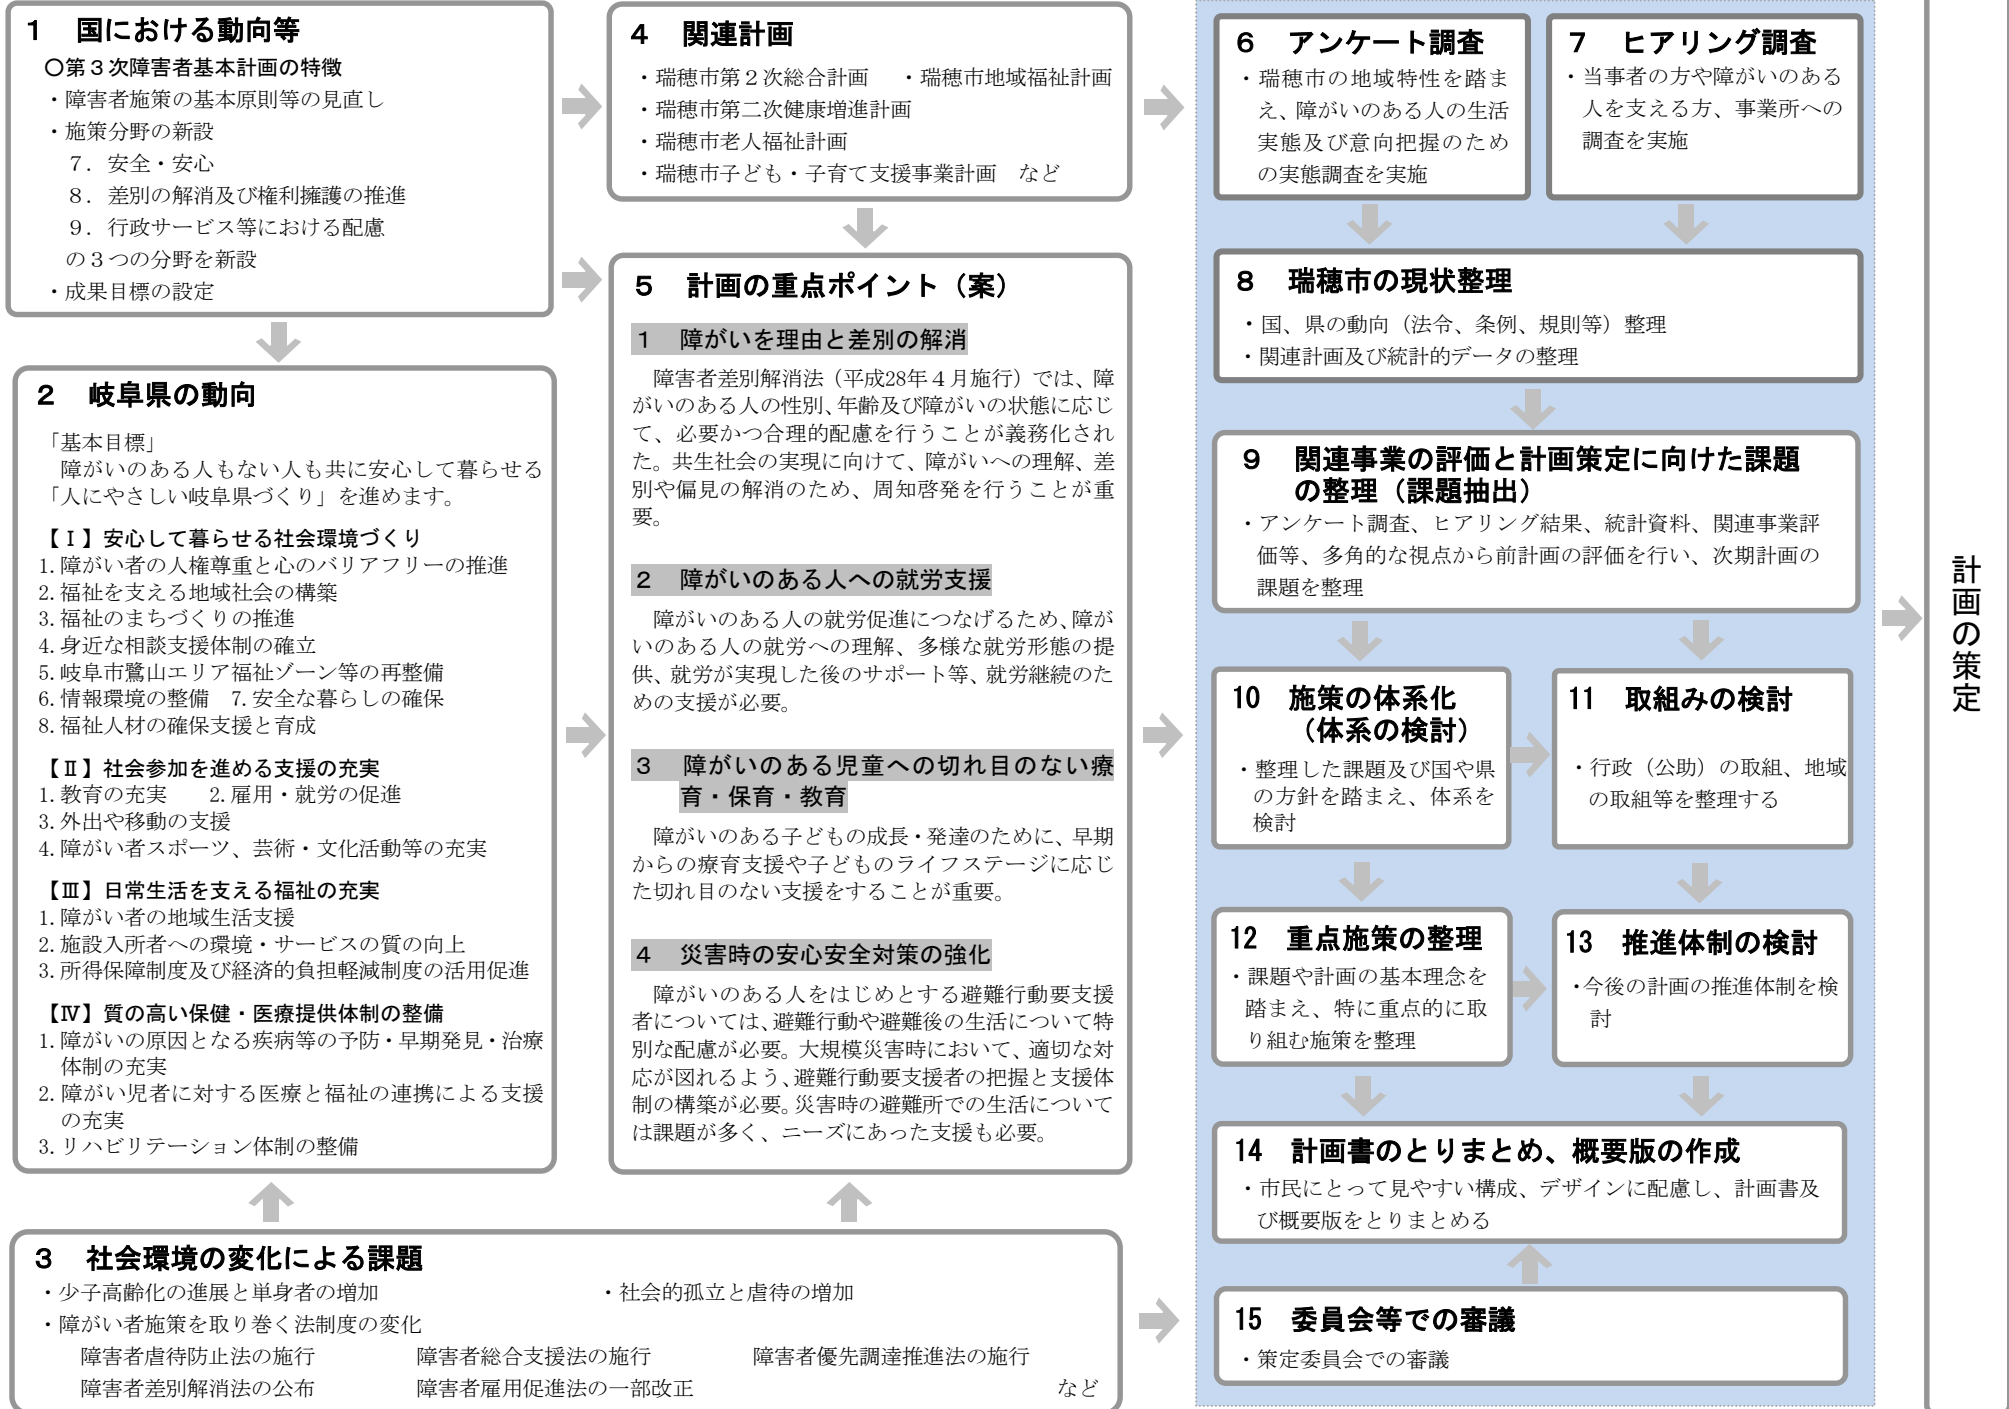 1　国における動向等
〇第３次障害者基本計画の特徴
・障害者施策の基本原則等の見直し
・施策分野の新設
７．安全・安心
８．差別の解消及び権利擁護の推進
９．行政サービス等における配慮
の３つの分野を新設
・成果目標の設定
2　岐阜県の動向
「基本目標」
障がいのある人もない人も共に安心して暮らせる
「人にやさしい岐阜県づくり」を進めます。
【Ⅰ】安心して暮らせる社会環境づくり
1.障がい者の人権尊重と心のバリアフリーの推進
2.福祉を支える地域社会の構築
3.福祉のまちづくりの推進
4.身近な相談支援体制の確立
5.岐阜市鷺山エリア福祉ゾーン等の再整備
6.情報環境の整備　7.安全な暮らしの確保
8.福祉人材の確保支援と育成
【Ⅱ】社会参加を進める支援の充実
1.教育の充実　　2.雇用・就労の促進
3.外出や移動の支援
4.障がい者スポーツ、芸術・文化活動等の充実
【Ⅲ】日常生活を支える福祉の充実
1.障がい者の地域生活支援
2.施設入所者への環境・サービスの質の向上
3.所得保障制度及び経済的負担軽減制度の活用促進
【Ⅳ】質の高い保健・医療提供体制の整備
1.障がいの原因となる疾病等の予防・早期発見・治療
体制の充実
2.障がい児者に対する医療と福祉の連携による支援
の充実
3.リハビリテーション体制の整備
3　社会環境の変化による課題
・少子高齢化の進展と単身者の増加　　・社会的孤立と虐待の増加
・障がい者施策を取り巻く法制度の変化
障害者虐待防止法の施行　　障害者総合支援法の施行　　障害者優先調達推進法の施行
障害者差別解消法の公布　　障害者雇用促進法の一部改正　　など
4　関連計画
・瑞穂市第２次総合計画　・瑞穂市地域福祉計画
・瑞穂市第二次健康増進計画
・瑞穂市老人福祉計画
・瑞穂市子ども・子育て支援事業計画　など
5　計画の重点ポイント（案）
1　障がいを理由と差別の解消
障害者差別解消法（平成28年４月施行）では、障
がいのある人の性別、年齢及び障がいの状態に応じ
て、必要かつ合理的配慮を行うことが義務化され
た。共生社会の実現に向けて、障がいへの理解、差
別や偏見の解消のため、周知啓発を行うことが重
要。
2　障がいのある人への就労支援
障がいのある人の就労促進につなげるため、障が
いのある人の就労への理解、多様な就労形態の提
供、就労が実現した後のサポート等、就労継続のた
めの支援が必要。
3　障がいのある児童への切れ目のない療
育・保育・教育
障がいのある子どもの成長・発達のために、早期
からの療育支援や子どものライフステージに応じ
た切れ目のない支援をすることが重要。
4　災害時の安心安全対策の強化
障がいのある人をはじめとする避難行動要支援
者については、避難行動や避難後の生活について特
別な配慮が必要。大規模災害時において、適切な対
応が図れるよう、避難行動要支援者の把握と支援体
制の構築が必要。災害時の避難所での生活について
は課題が多く、ニーズにあった支援も必要。
6　アンケート調査
・瑞穂市の地域特性を踏ま
え、障がいのある人の生活
実態及び意向把握のため
の実態調査を実施
7　ヒアリング調査
・当事者の方や障がいのある
人を支える方、事業所への
調査を実施
8　瑞穂市の現状整理
・国、県の動向（法令、条例、規則等）整理
・関連計画及び統計的データの整理
9　関連事業の評価と計画策定に向けた課題
の整理（課題抽出）
・アンケート調査、ヒアリング結果、統計資料、関連事業評
価等、多角的な視点から前計画の評価を行い、次期計画の
課題を整理
10　施策の体系化
（体系の検討）
・整理した課題及び国や県
の方針を踏まえ、体系を
検討
11　取組みの検討
・行政（公助）の取組、地域
の取組等を整理する
12　重点施策の整理
・課題や計画の基本理念を
踏まえ、特に重点的に取
り組む施策を整理
13　推進体制の検討
・今後の計画の推進体制を検
討
14　計画書のとりまとめ、概要版の作成
・市民にとって見やすい構成、デザインに配慮し、計画書及
び概要版をとりまとめる
15　委員会等での審議
・策定委員会での審議
計画の策定